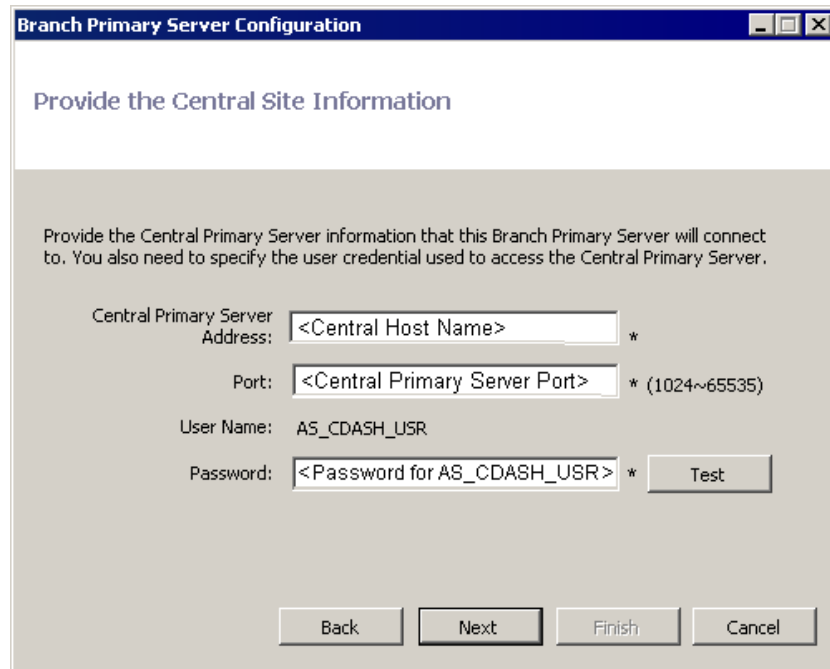 Branch Primary Server Configuration
Provide the Central Site Information
Provide the Central Primary Server information that this Branch Primary Server will connect
to. You also need to specify the user credential used to access the Central Primary Server.
Central Primary Server
Address: <Central Host Name> *
Port: <Central Primary Server Port> * (1024~65535)
User Name: AS_CDASH_USR
Password: <Password for AS_CDASH_USR> * Test
Back Next Finish Cancel